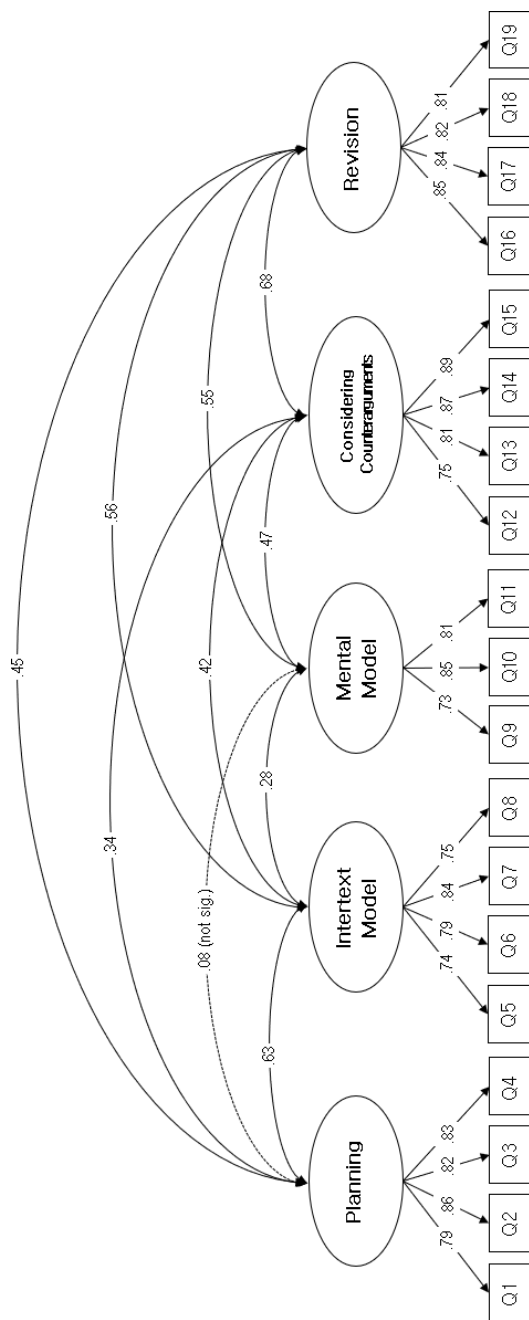 .45
.56
.34
.55
.42
.08 (not sig.)
.63
.28
.47
.68
Planning
Intertext
Model
Mental
Model
Considering
Counterarguments
Revision
.79
.86
.82
.83
.74
.79
.84
.75
.73
.85
.81
.75
.81
.87
.89
.85
.84
.82
.81
Q1
Q2
Q3
Q4
Q5
Q6
Q7
Q8
Q9
Q10
Q11
Q12
Q13
Q14
Q15
Q16
Q17
Q18
Q19